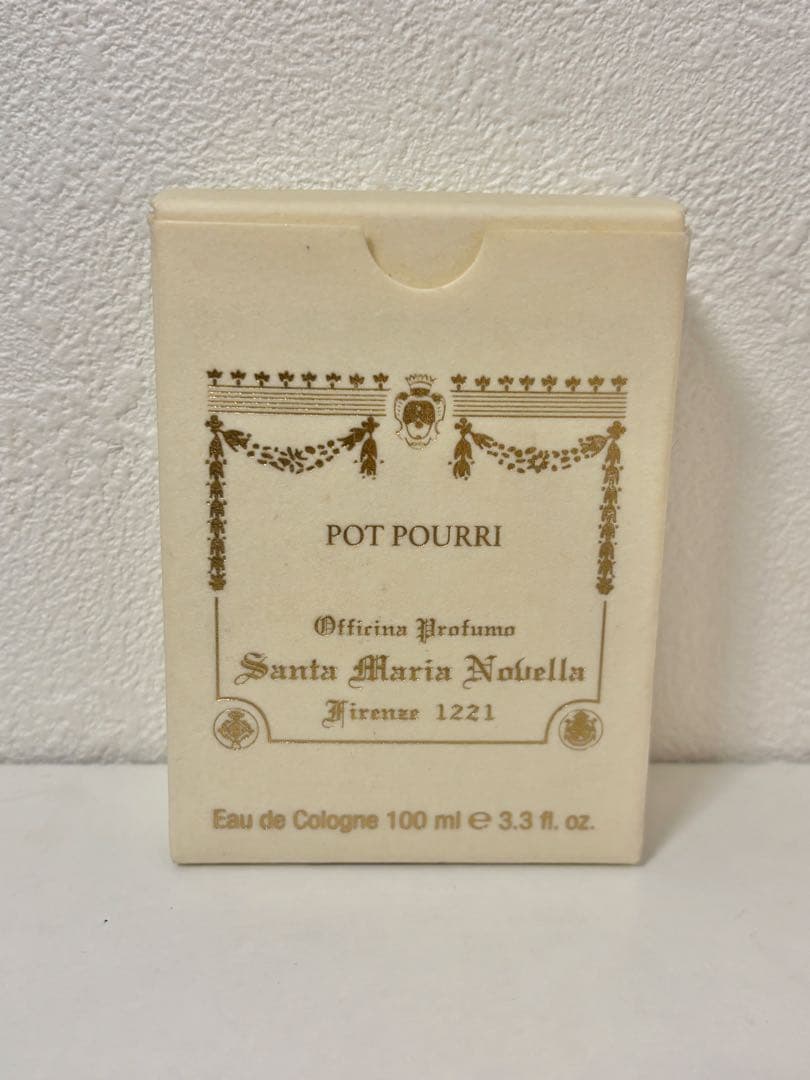 POT POURRI
Officina Profumo
Santa Maria Novella
Firenze 1221
Eau de Cologne 100 ml ℮ 3.3 fl. oz.